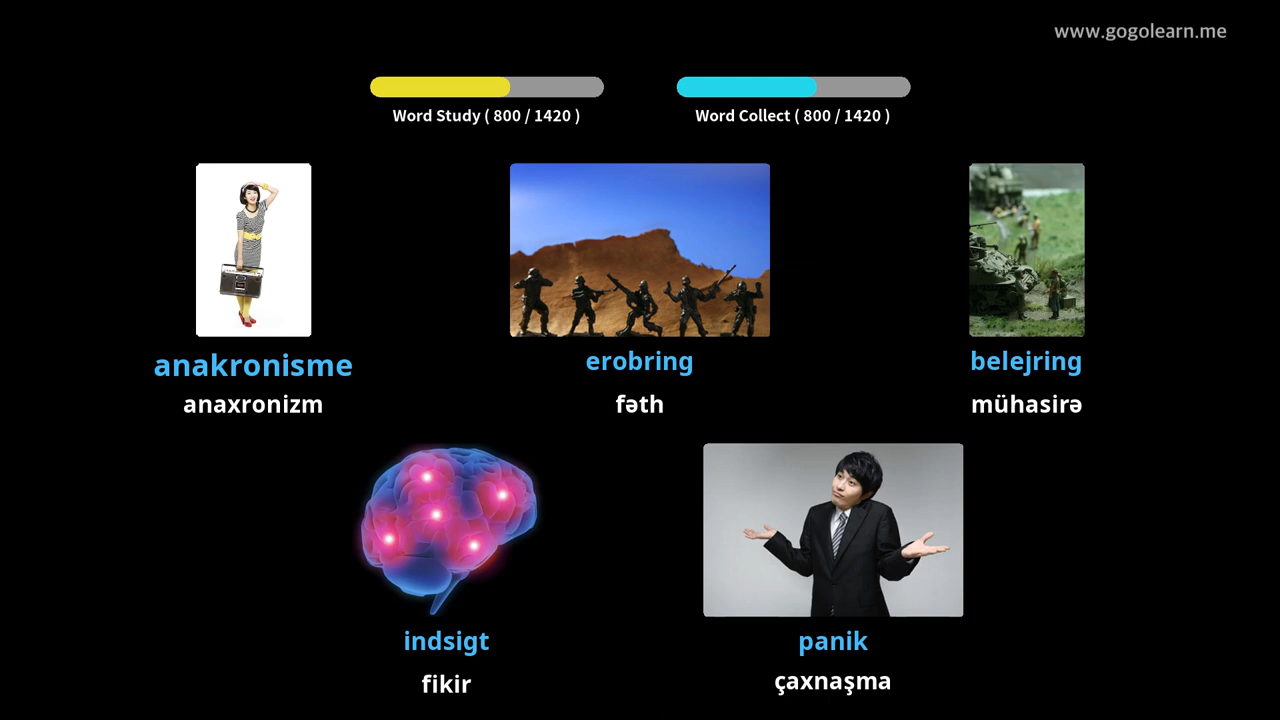 www.gogolearn.me
Word Study ( 800 / 1420 )
Word Collect ( 800 / 1420 )
anakronisme
anaxronizm
erobring
fəth
belejring
mühasirə
indsigt
fikir
panik
çaxnaşma